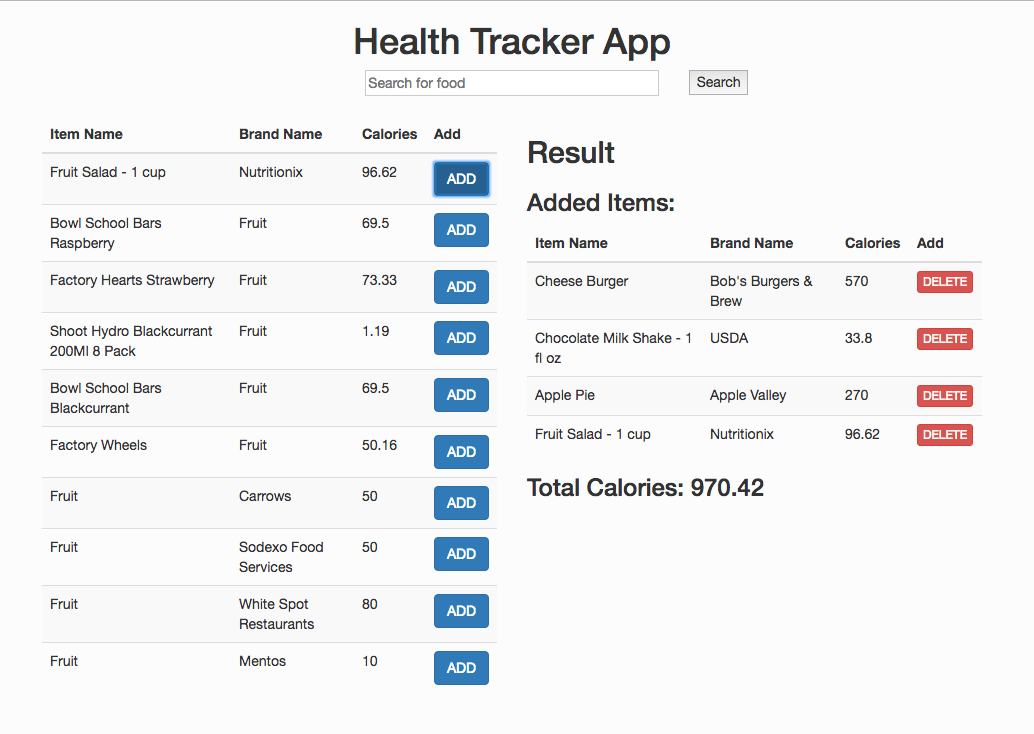 Health Tracker App
Search for food Search
Item Name Brand Name Calories Add
Fruit Salad - 1 cup Nutritionix 96.62 ADD
Bowl School Bars Fruit 69.5 ADD
Raspberry
Factory Hearts Strawberry Fruit 73.33 ADD
Shoot Hydro Blackcurrant Fruit 1.19 ADD
200Ml 8 Pack
Bowl School Bars Fruit 69.5 ADD
Blackcurrant
Factory Wheels Fruit 50.16 ADD
Fruit Carrows 50 ADD
Fruit Sodexo Food 50 ADD
Services
Fruit White Spot 80 ADD
Restaurants
Fruit Mentos 10 ADD
Result
Added Items:
Item Name Brand Name Calories Add
Cheese Burger Bob's Burgers & 570 DELETE
Brew
Chocolate Milk Shake - 1 USDA 33.8 DELETE
fl oz
Apple Pie Apple Valley 270 DELETE
Fruit Salad - 1 cup Nutritionix 96.62 DELETE
Total Calories: 970.42